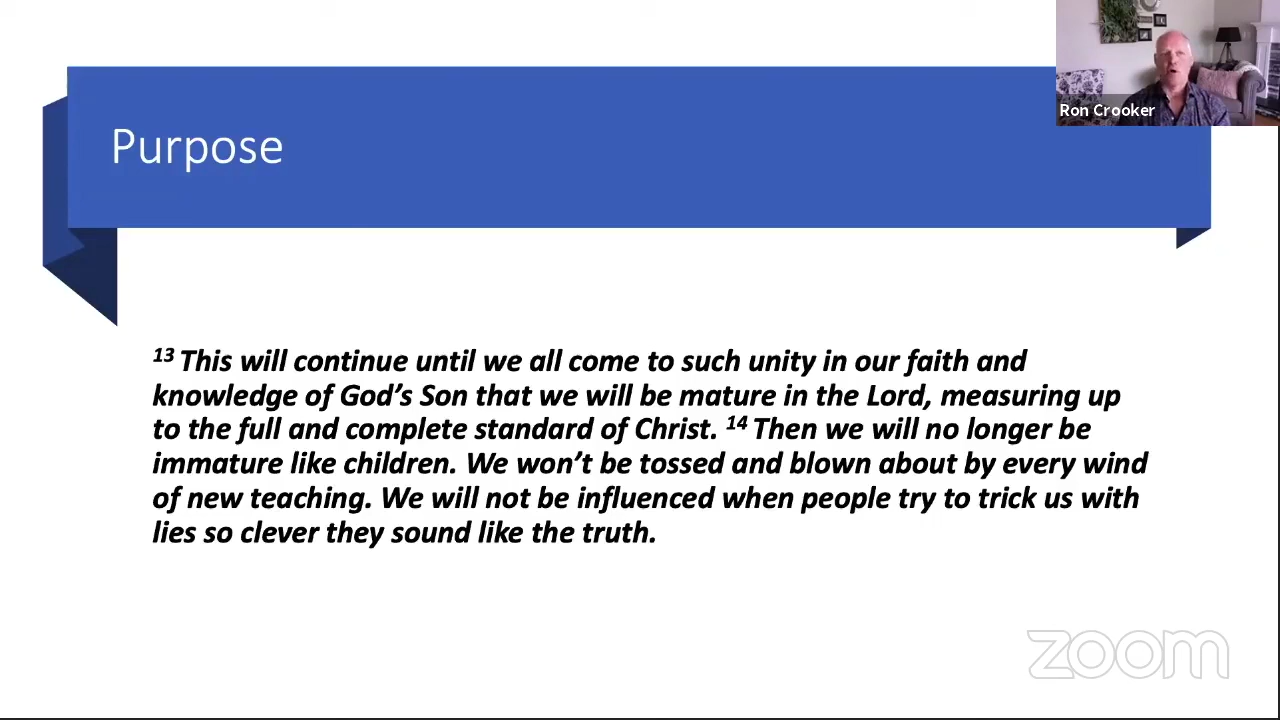 Purpose
Ron Crooker
13 This will continue until we all come to such unity in our faith and
knowledge of God’s Son that we will be mature in the Lord, measuring up
to the full and complete standard of Christ. 14 Then we will no longer be
immature like children. We won’t be tossed and blown about by every wind
of new teaching. We will not be influenced when people try to trick us with
lies so clever they sound like the truth.
zoom